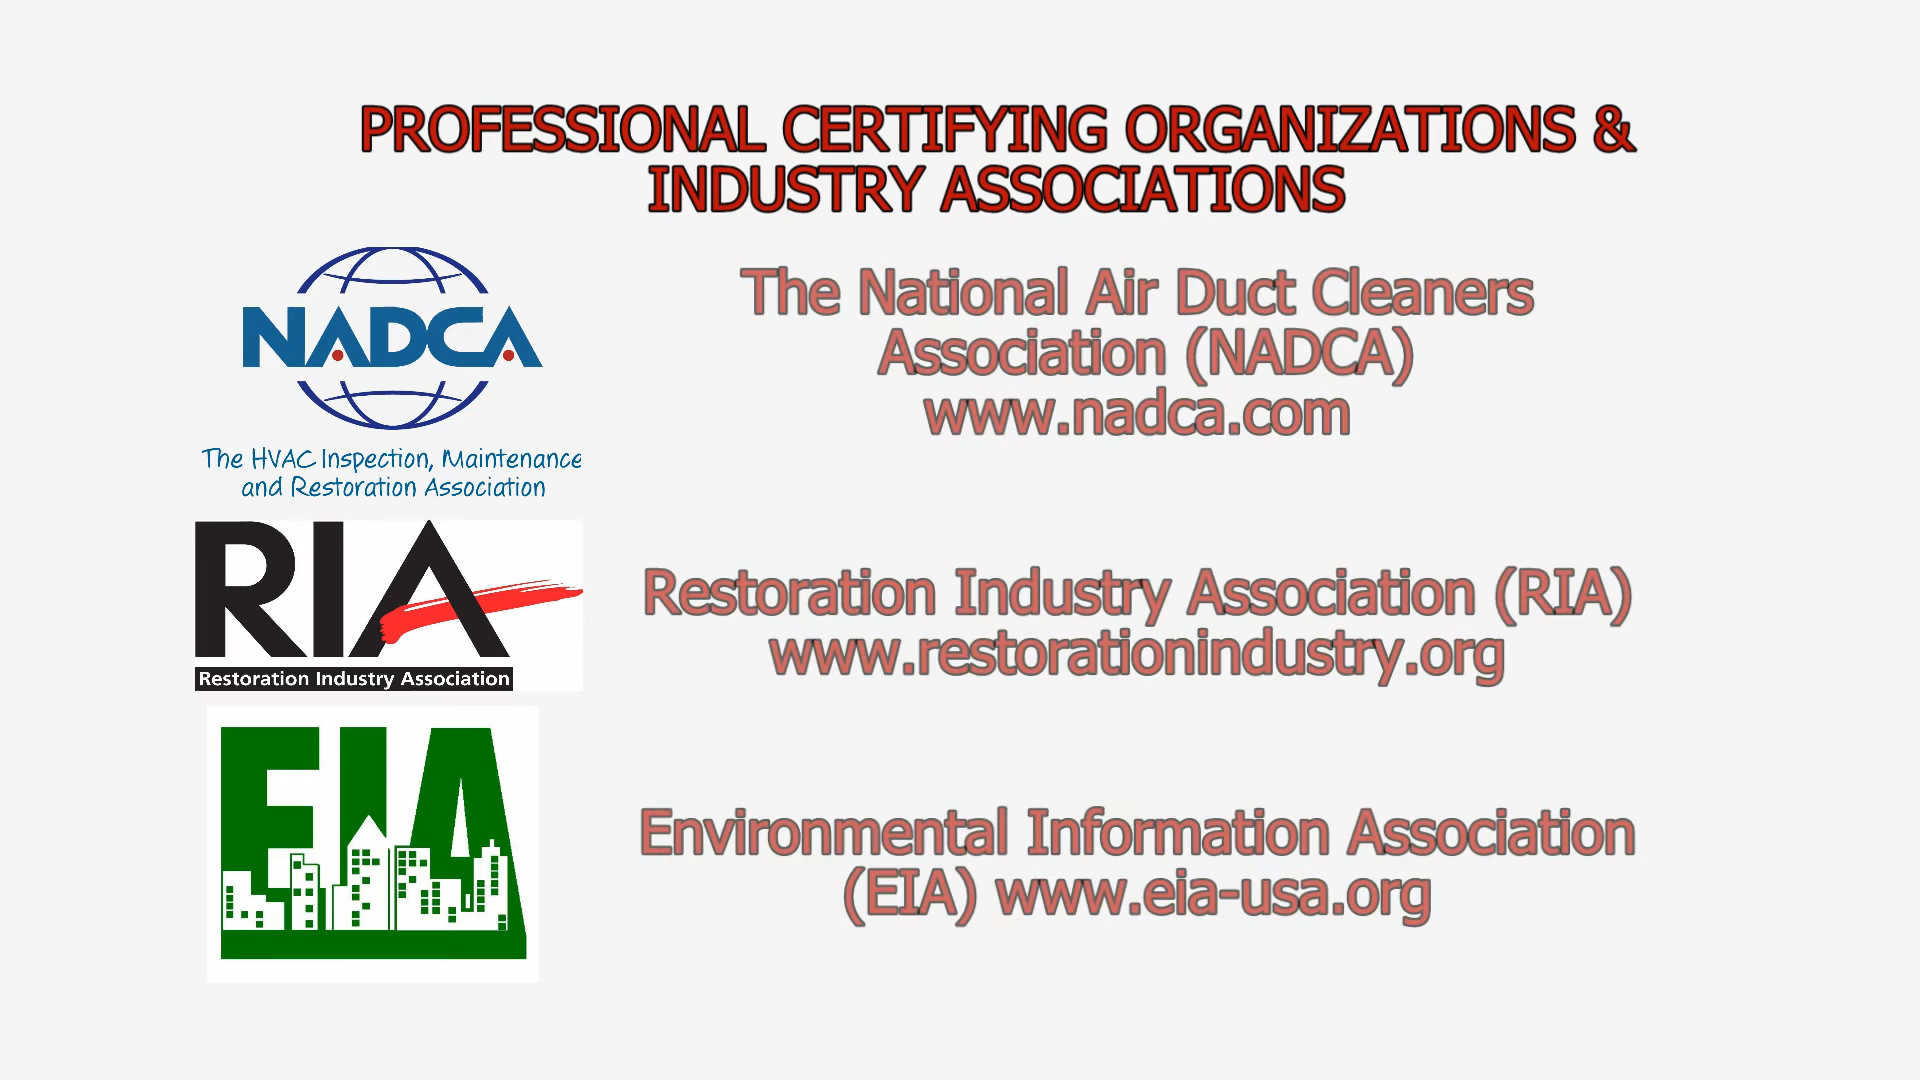 PROFESSIONAL CERTIFYING ORGANIZATIONS &
INDUSTRY ASSOCIATIONS
NADCA
The HVAC Inspection, Maintenance
and Restoration Association
The National Air Duct Cleaners
Association (NADCA)
www.nadca.com
RIA
Restoration Industry Association
Restoration Industry Association (RIA)
www.restorationindustry.org
EIA
Environmental Information Association
(EIA) www.eia-usa.org